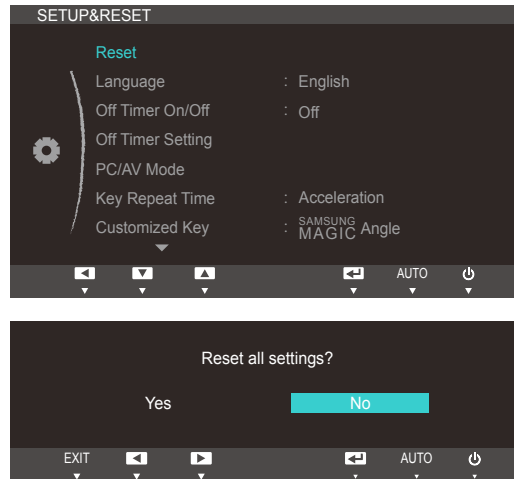 SETUP&RESET
Reset
Language : English
Off Timer On/Off : Off
Off Timer Setting
PC/AV Mode
Key Repeat Time : Acceleration
Customized Key : SAMSUNG MAGIC Angle
AUTO
Reset all settings?
Yes No
EXIT AUTO